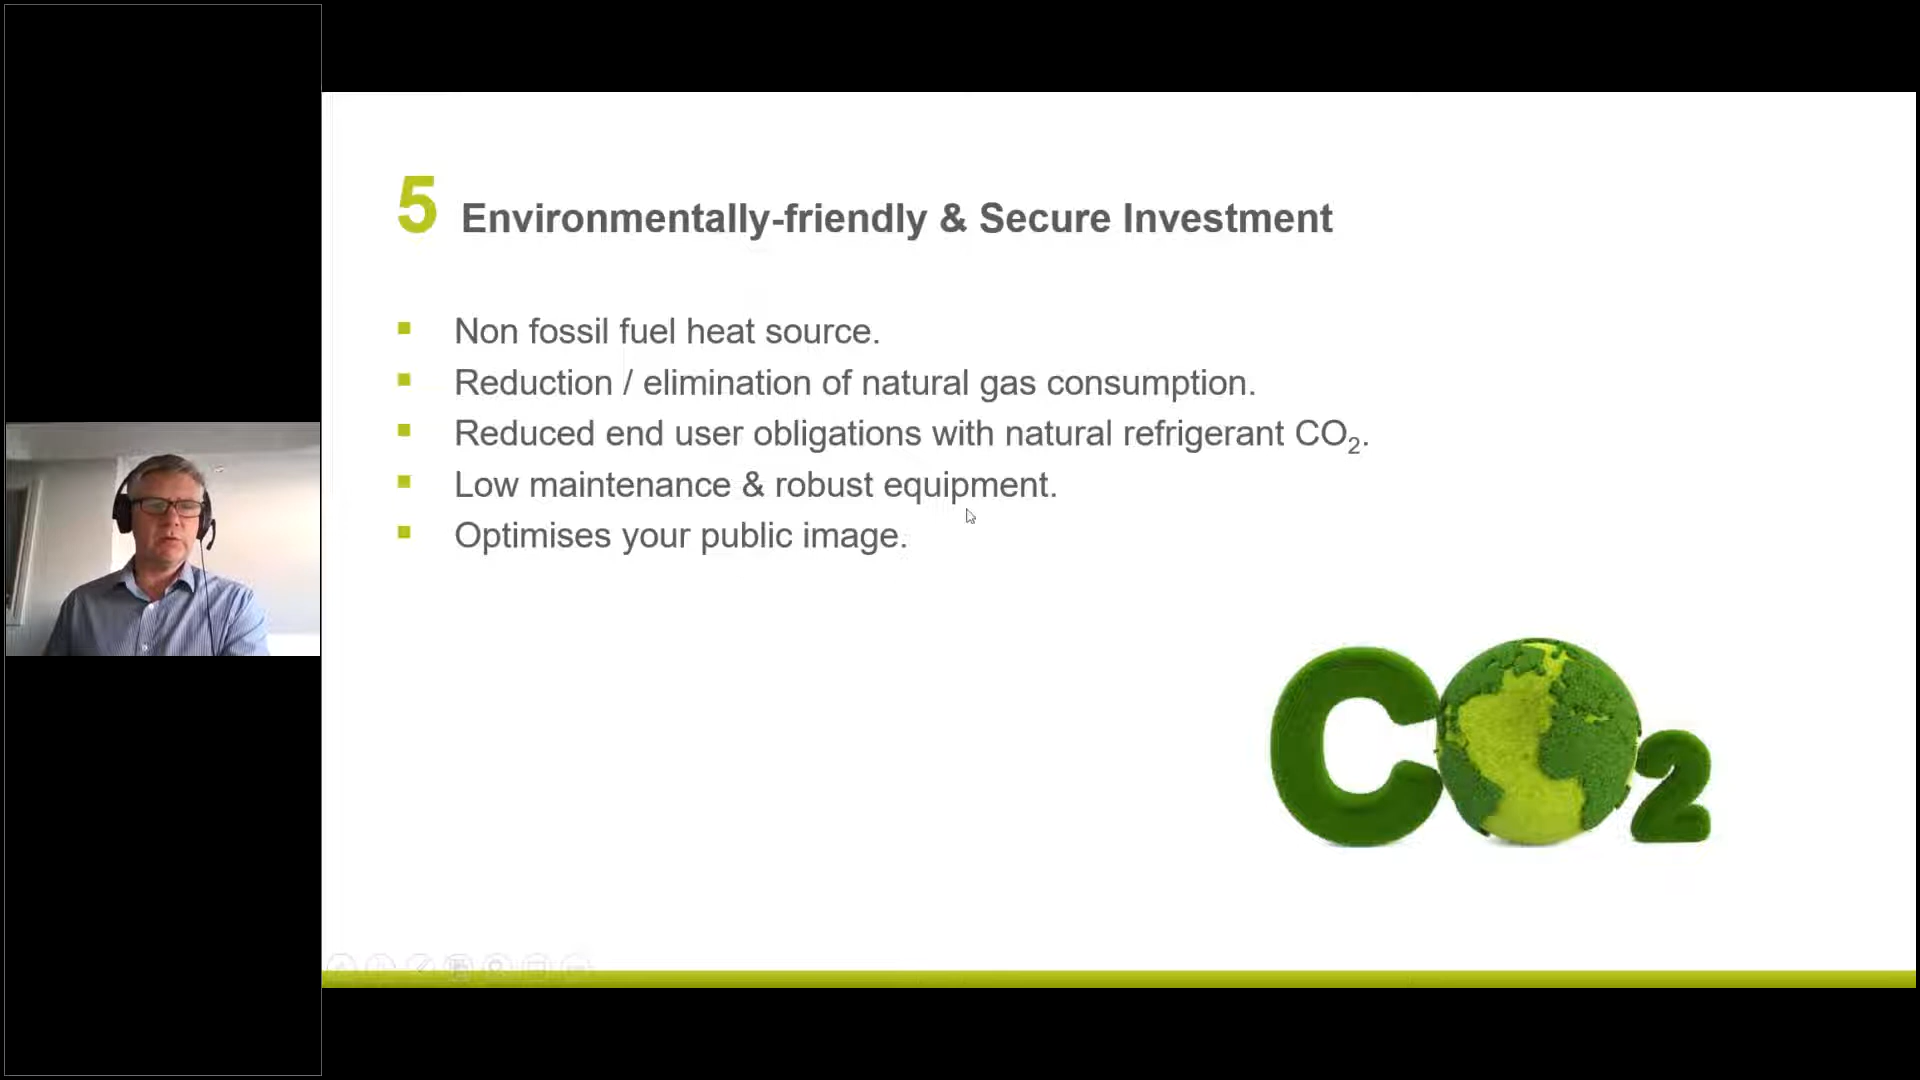 5 Environmentally-friendly & Secure Investment
Non fossil fuel heat source.
Reduction / elimination of natural gas consumption.
Reduced end user obligations with natural refrigerant CO₂.
Low maintenance & robust equipment.
Optimises your public image.
CO2